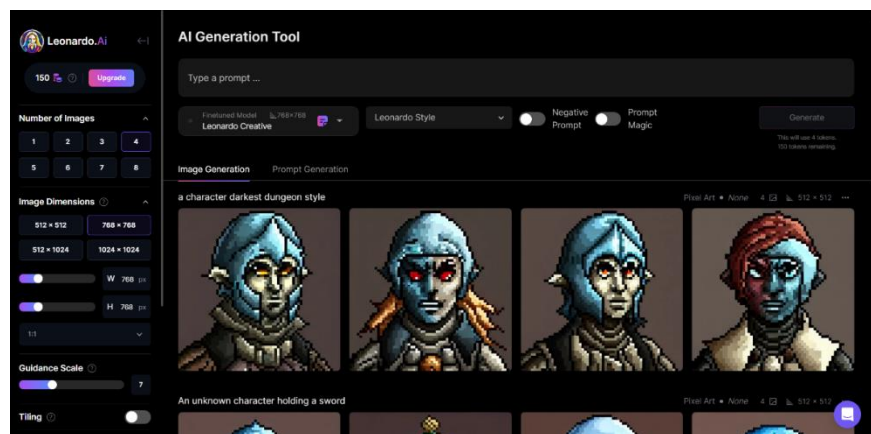 Leonardo.Ai
150 Upgrade
Number of Images
1 2 3 4
5 6 7 8
Image Dimensions
512 × 512 768 × 768
512 × 1024 1024 × 1024
W 768 px
H 768 px
1:1
Guidance Scale
7
Tiling
AI Generation Tool
Type a prompt ...
Finetuned Model 768×768
Leonardo Creative
Leonardo Style
Negative Prompt
Prompt Magic
Generate
This will use 4 tokens.
150 tokens remaining.
Image Generation Prompt Generation
a character darkest dungeon style Pixel Art • None 4 512 × 512
An unknown character holding a sword Pixel Art • None 4 512 × 512